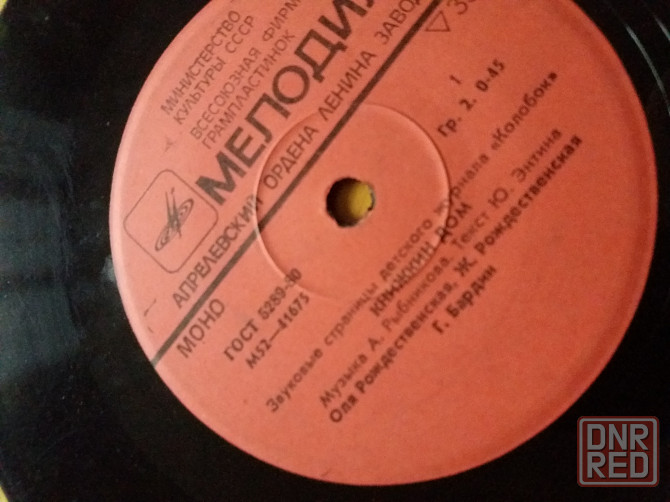 МИНИСТЕРСТВО
КУЛЬТУРЫ СССР
ВСЕСОЮЗНАЯ ФИРМА
ГРАМПЛАСТИНОК
МЕЛОДИЯ
АПРЕЛЕВСКИЙ ОРДЕНА ЛЕНИНА ЗАВОД
МОНО
ГОСТ 5289-80
М52—41675
1
Гр. 2. 0-45
Звуковые страницы детского журнала «Колобок»
КНИЖКИН ДОМ
Музыка А. Рыбникова, Текст Ю. Энтина
Оля Рождественская, Ж. Рождественская
Г. Бардин
DNR
RED